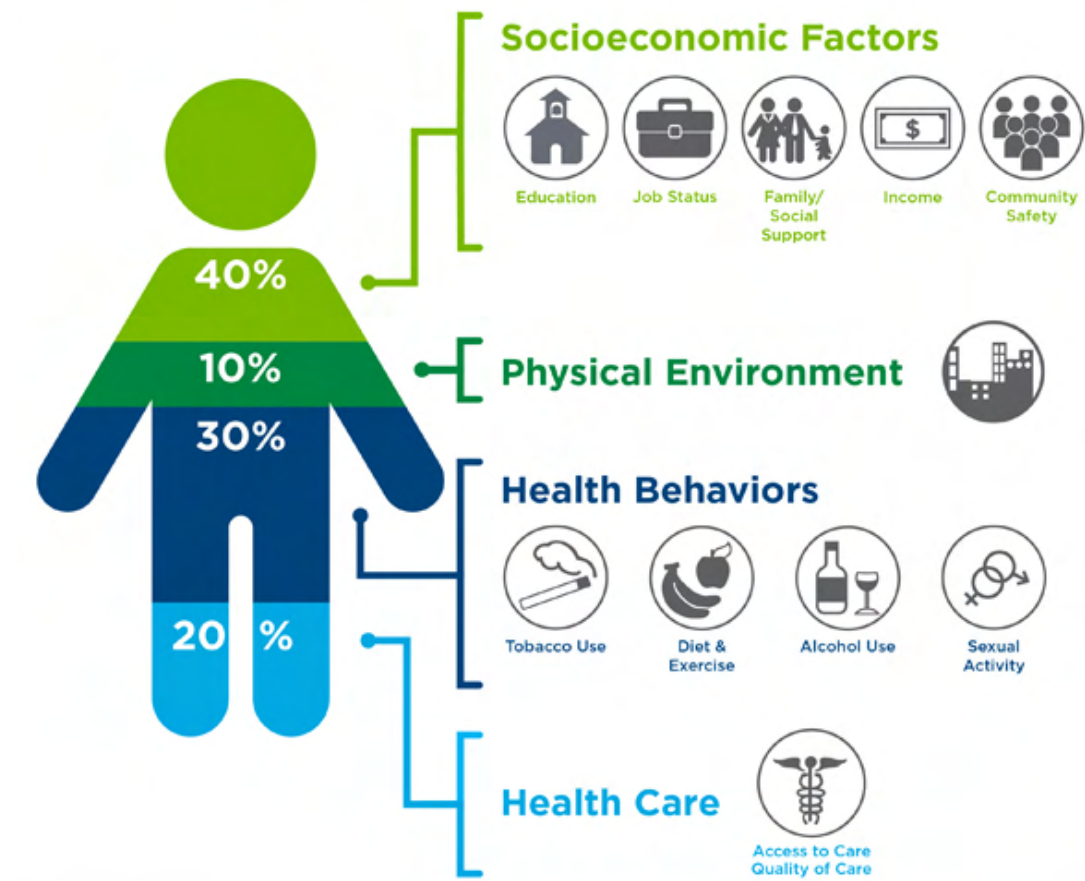 Socioeconomic Factors
$
Education
Job Status
Family/
Social
Support
Income
Community
Safety
40%
10%
Physical Environment
30%
Health Behaviors
Tobacco Use
Diet &
Exercise
Alcohol Use
Sexual
Activity
20 %
Health Care
Access to Care
Quality of Care